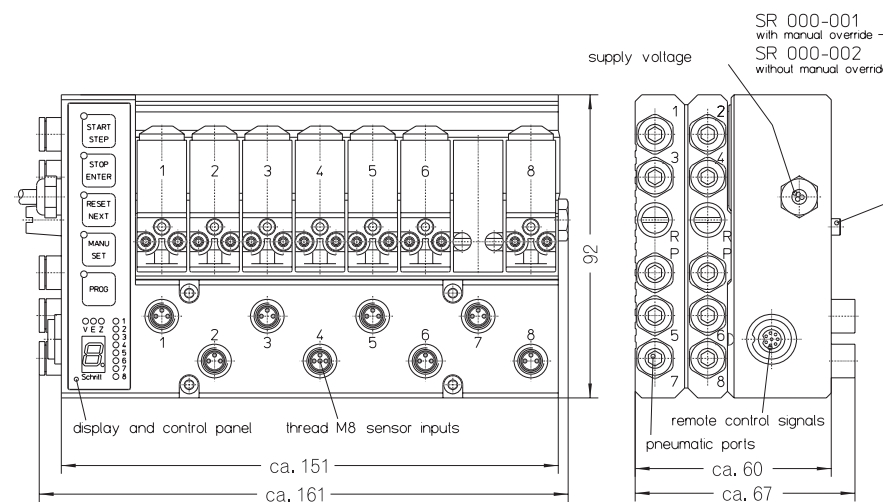 SR 000-001
with manual override -
SR 000-002
without manual override
supply voltage
START
STEP
STOP
ENTER
RESET
NEXT
MANU
SET
PROG
V E Z
1
2
3
4
5
6
7
8
8.
Schritt
1 2 3 4 5 6 8
1 2 3 4 5 6 7 8
92
1 2
3 4
R R
P P
5 6
7 8
display and control panel
thread M8 sensor inputs
remote control signals
pneumatic ports
ca. 151
ca. 161
ca. 60
ca. 67